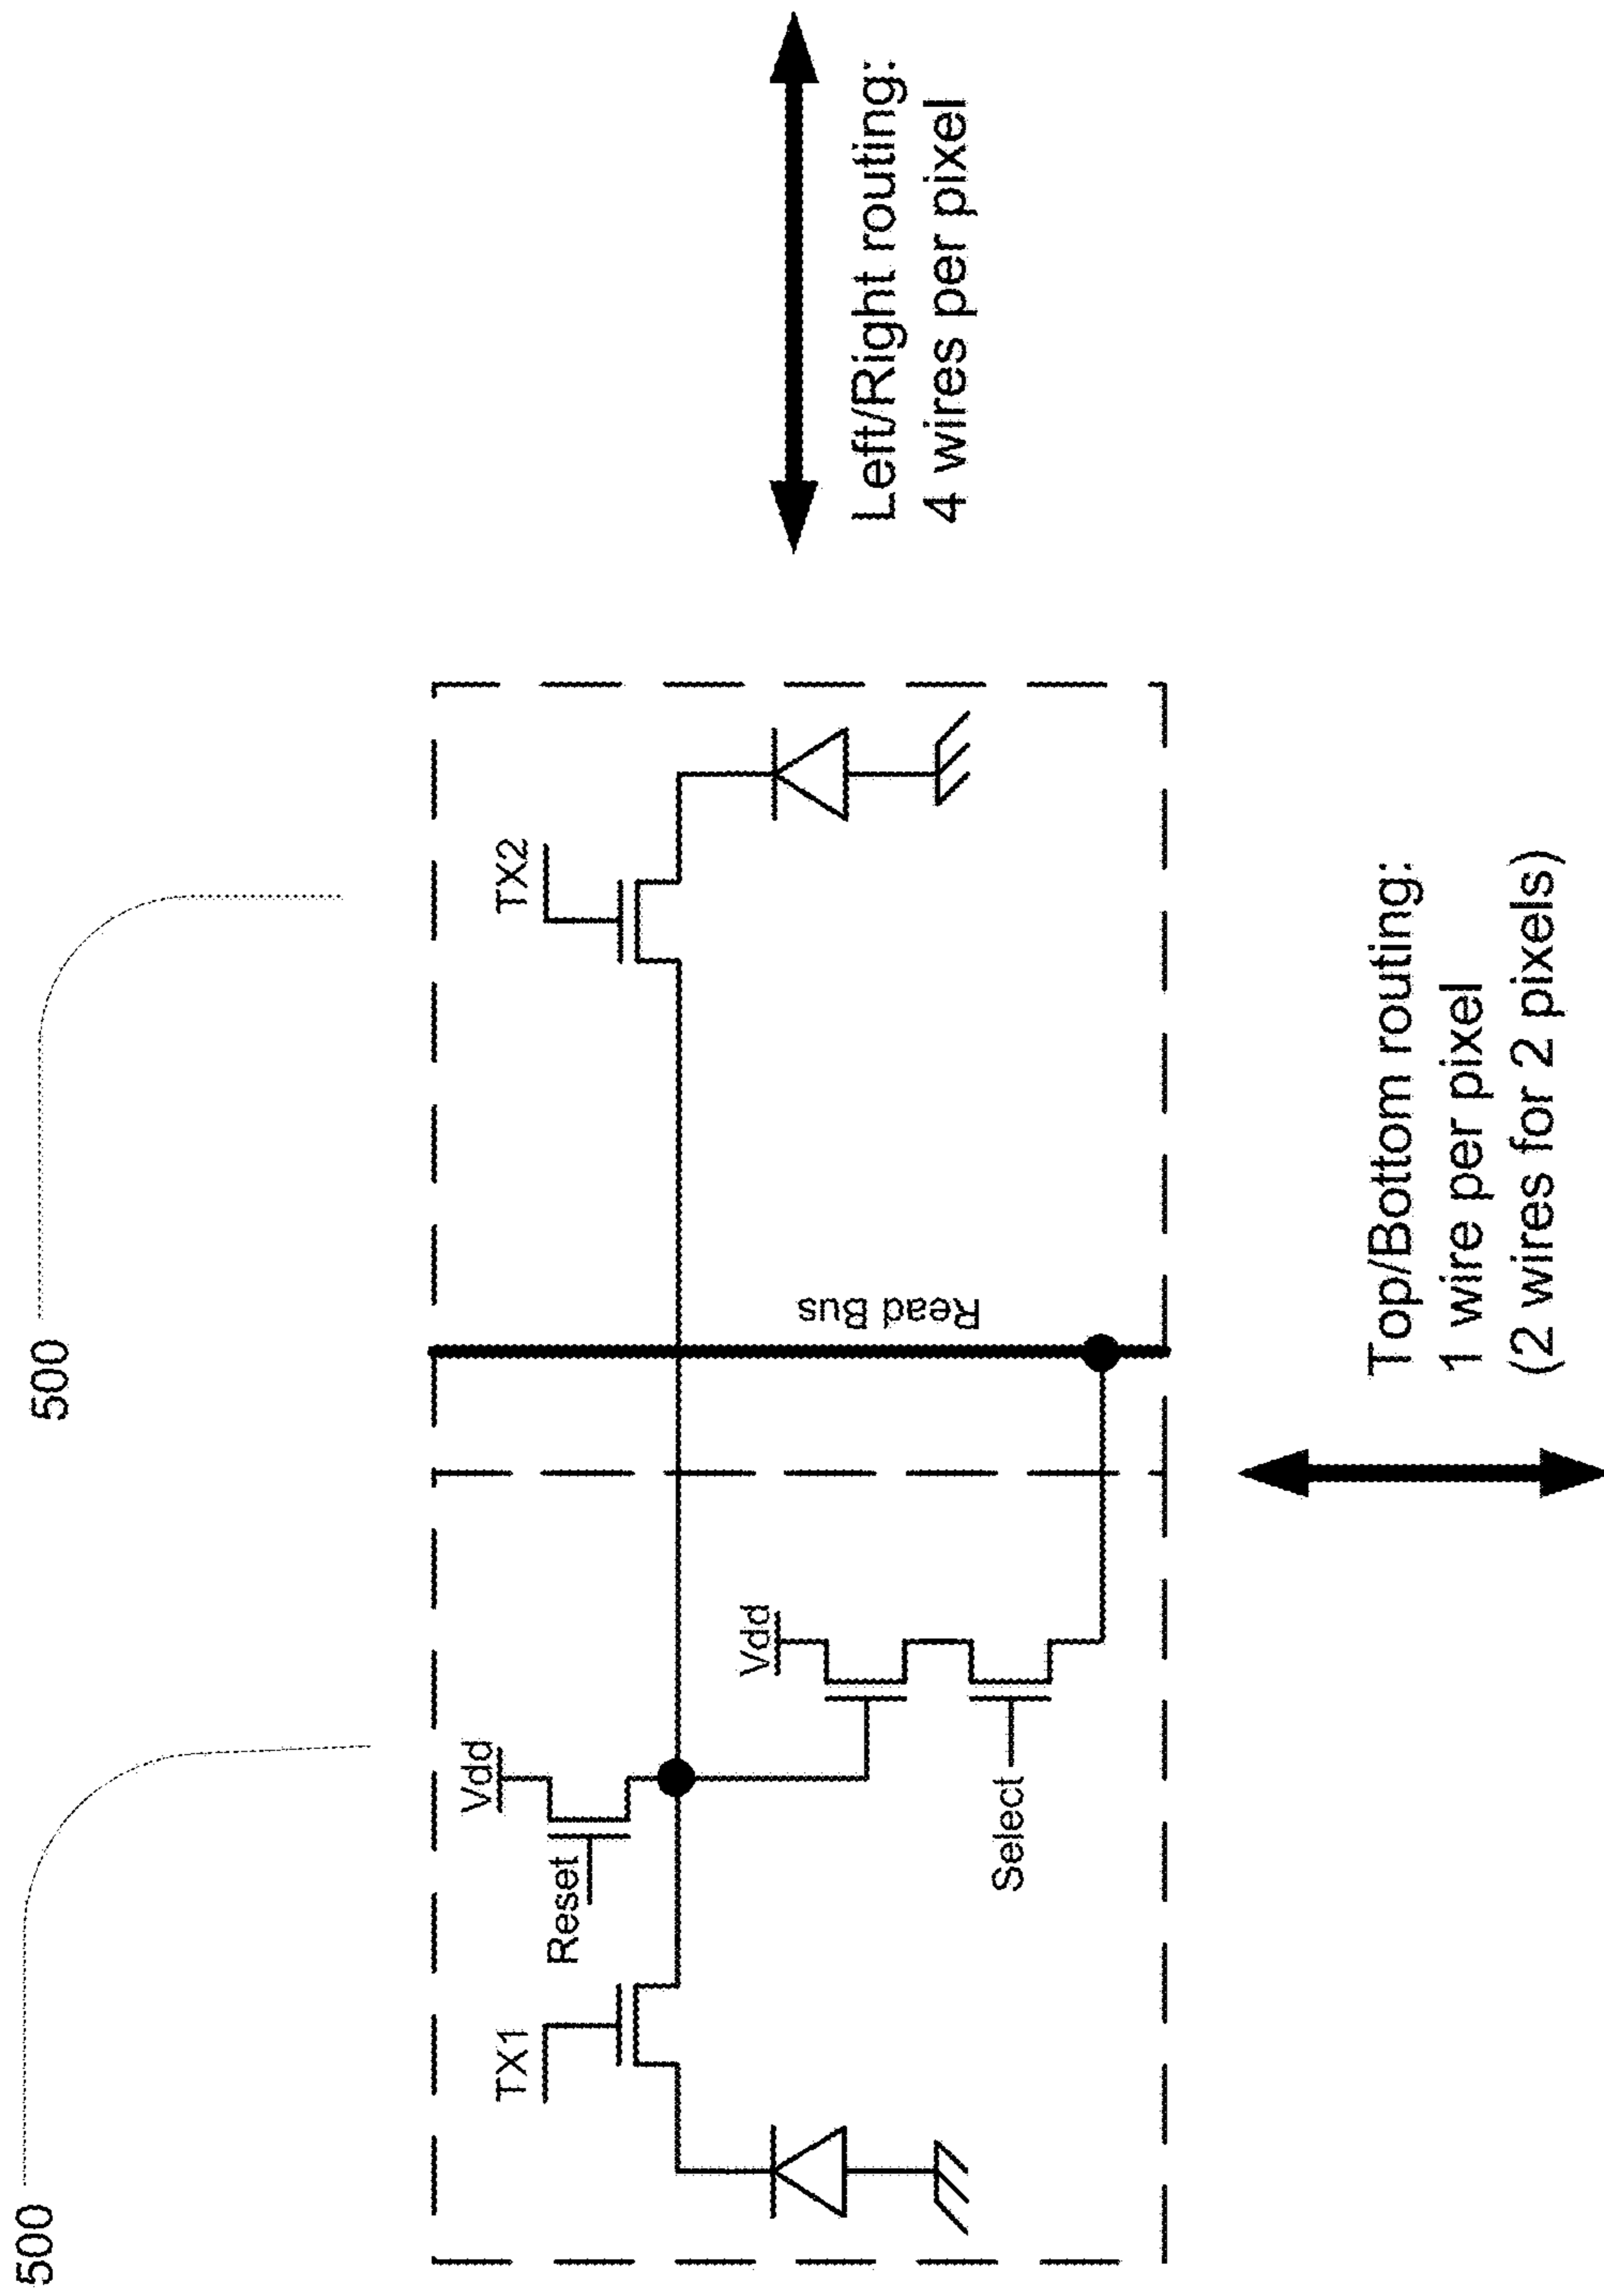 500
500
TX1
Reset
Vdd
Vdd
Select
Read Bus
TX2
Left/Right routing:
4 wires per pixel
Top/Bottom routing:
1 wire per pixel
(2 wires for 2 pixels)